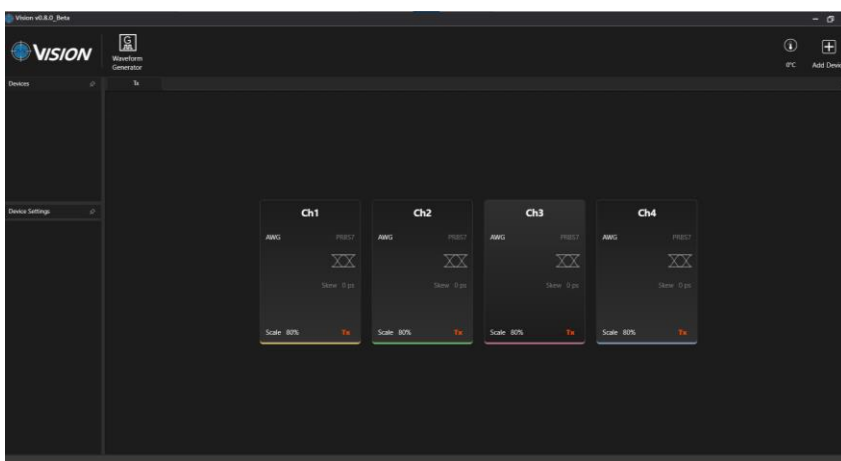 Vision v0.8.0_Beta
VISION
G
Waveform
Generator
0°C
Add Devic
Devices
Tx
Device Settings
Ch1
AWG PRBS7
Skew 0 ps
Scale 80% Tx
Ch2
AWG PRBS7
Skew 0 ps
Scale 80% Tx
Ch3
AWG PRBS7
Skew 0 ps
Scale 80% Tx
Ch4
AWG PRBS7
Skew 0 ps
Scale 80% Tx